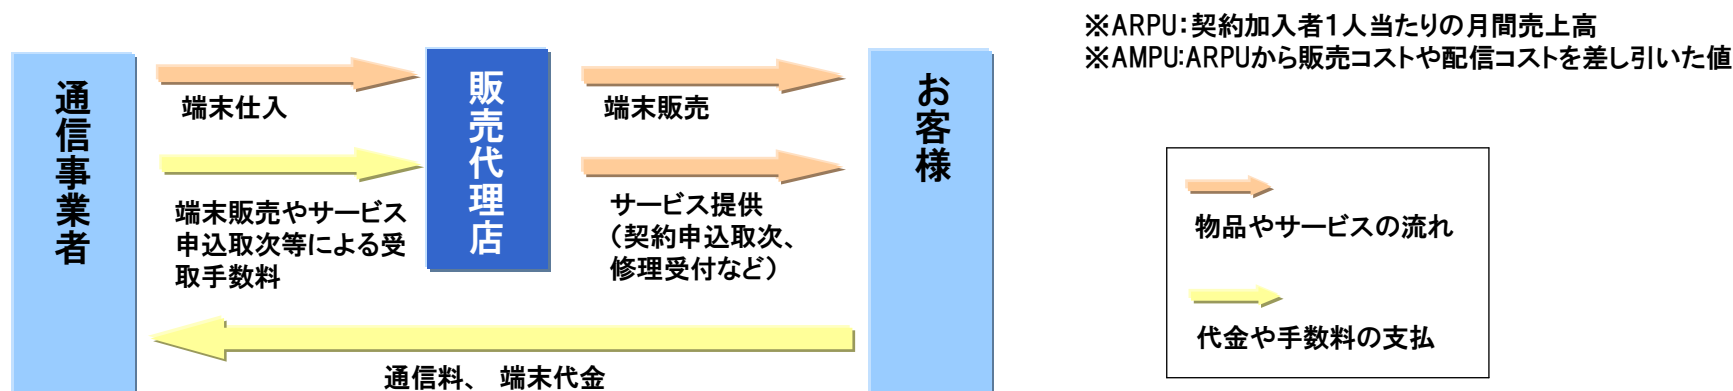 ※ARPU：契約加入者１人当たりの月間売上高
※AMPU:ARPUから販売コストや配信コストを差し引いた値
通信事業者
端末仕入
端末販売やサービス
申込取次等による受
取手数料
販売代理店
端末販売
サービス提供
（契約申込取次、
修理受付など）
お客様
通信料、 端末代金
物品やサービスの流れ
代金や手数料の支払